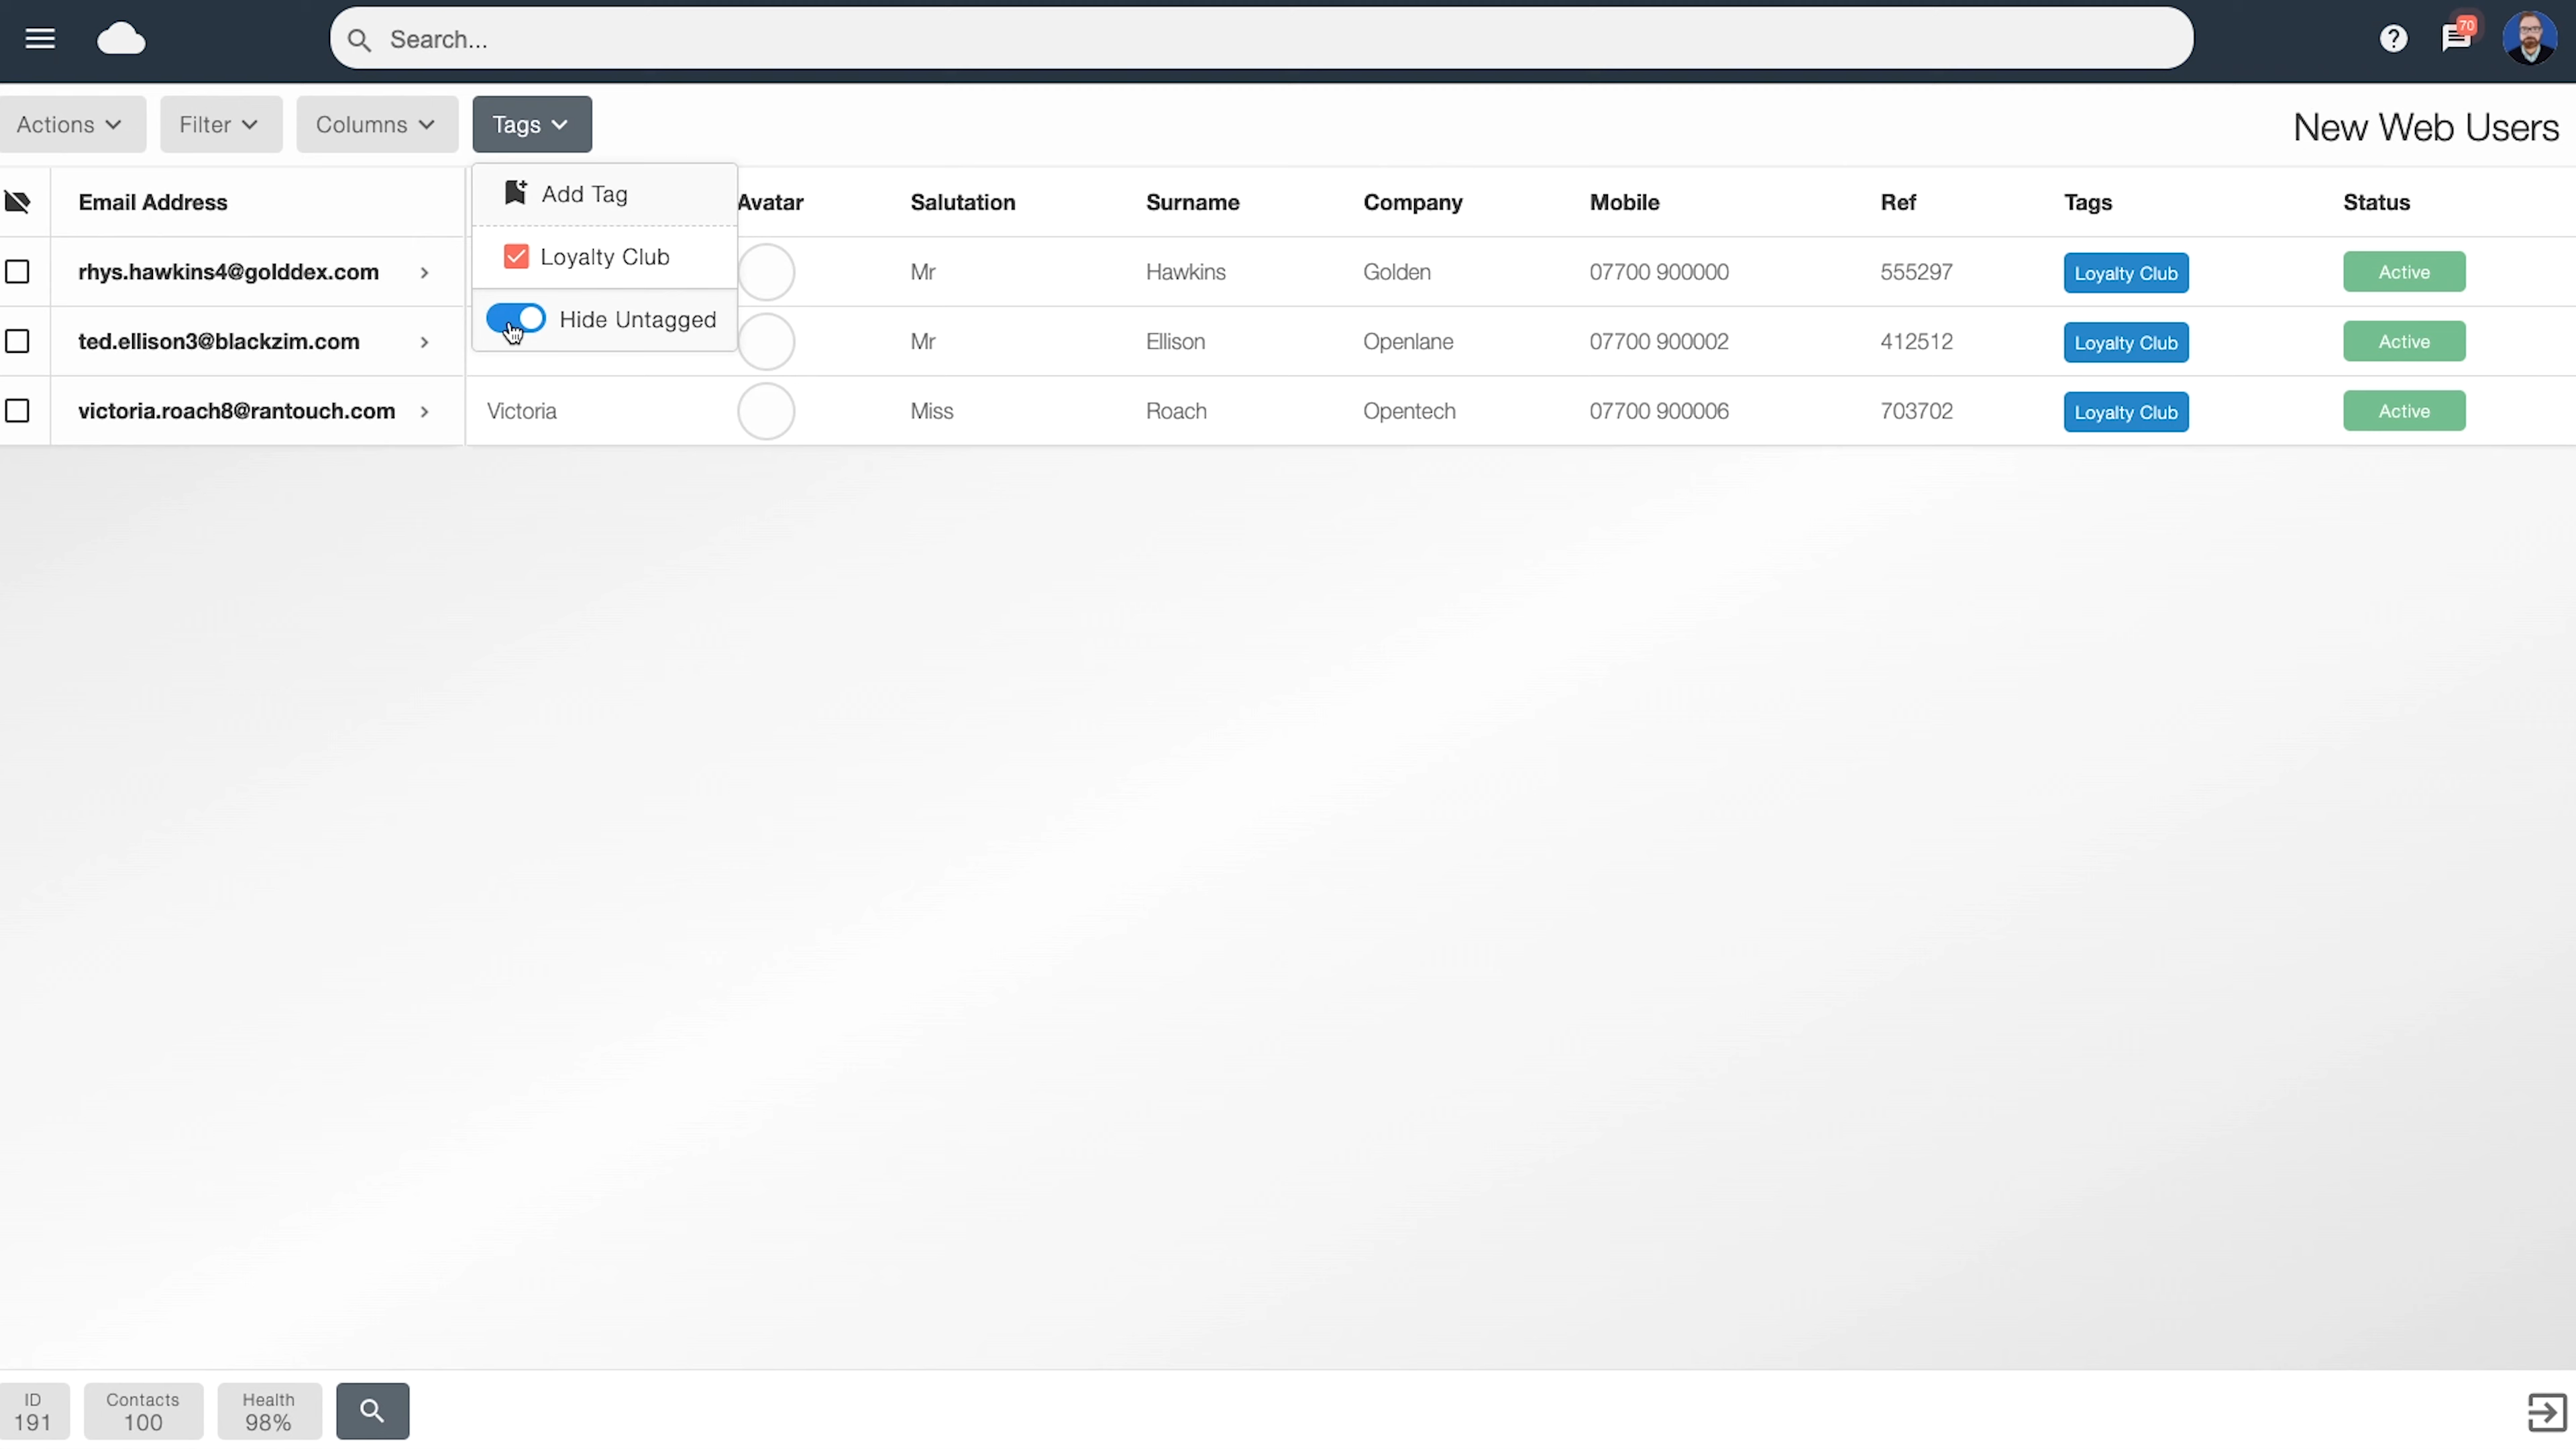 Search...
70
Actions
Filter
Columns
Tags
New Web Users
Email Address
Avatar
Salutation
Surname
Company
Mobile
Ref
Tags
Status
Add Tag
Loyalty Club
Hide Untagged
rhys.hawkins4@golddex.com
Mr
Hawkins
Golden
07700 900000
555297
Loyalty Club
Active
ted.ellison3@blackzim.com
Mr
Ellison
Openlane
07700 900002
412512
Loyalty Club
Active
victoria.roach8@rantouch.com
Victoria
Miss
Roach
Opentech
07700 900006
703702
Loyalty Club
Active
ID
191
Contacts
100
Health
98%